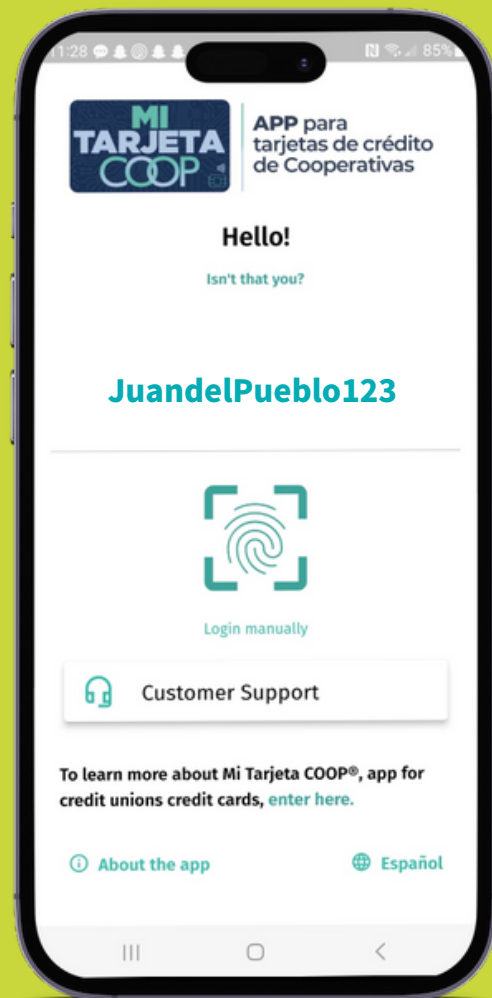 11:28
85%
MI
TARJETA
COOP
APP para
tarjetas de crédito
de Cooperativas
Hello!
Isn't that you?
JuandelPueblo123
Login manually
Customer Support
To learn more about Mi Tarjeta COOP®, app for
credit unions credit cards, enter here.
About the app
Español